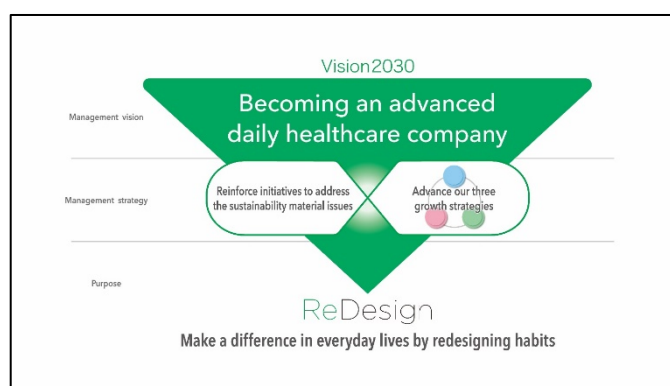 Vision2030
Management vision
Becoming an advanced
daily healthcare company
Management strategy
Reinforce initiatives to address
the sustainability material issues
Advance our three
growth strategies
Purpose
ReDesign
Make a difference in everyday lives by redesigning habits